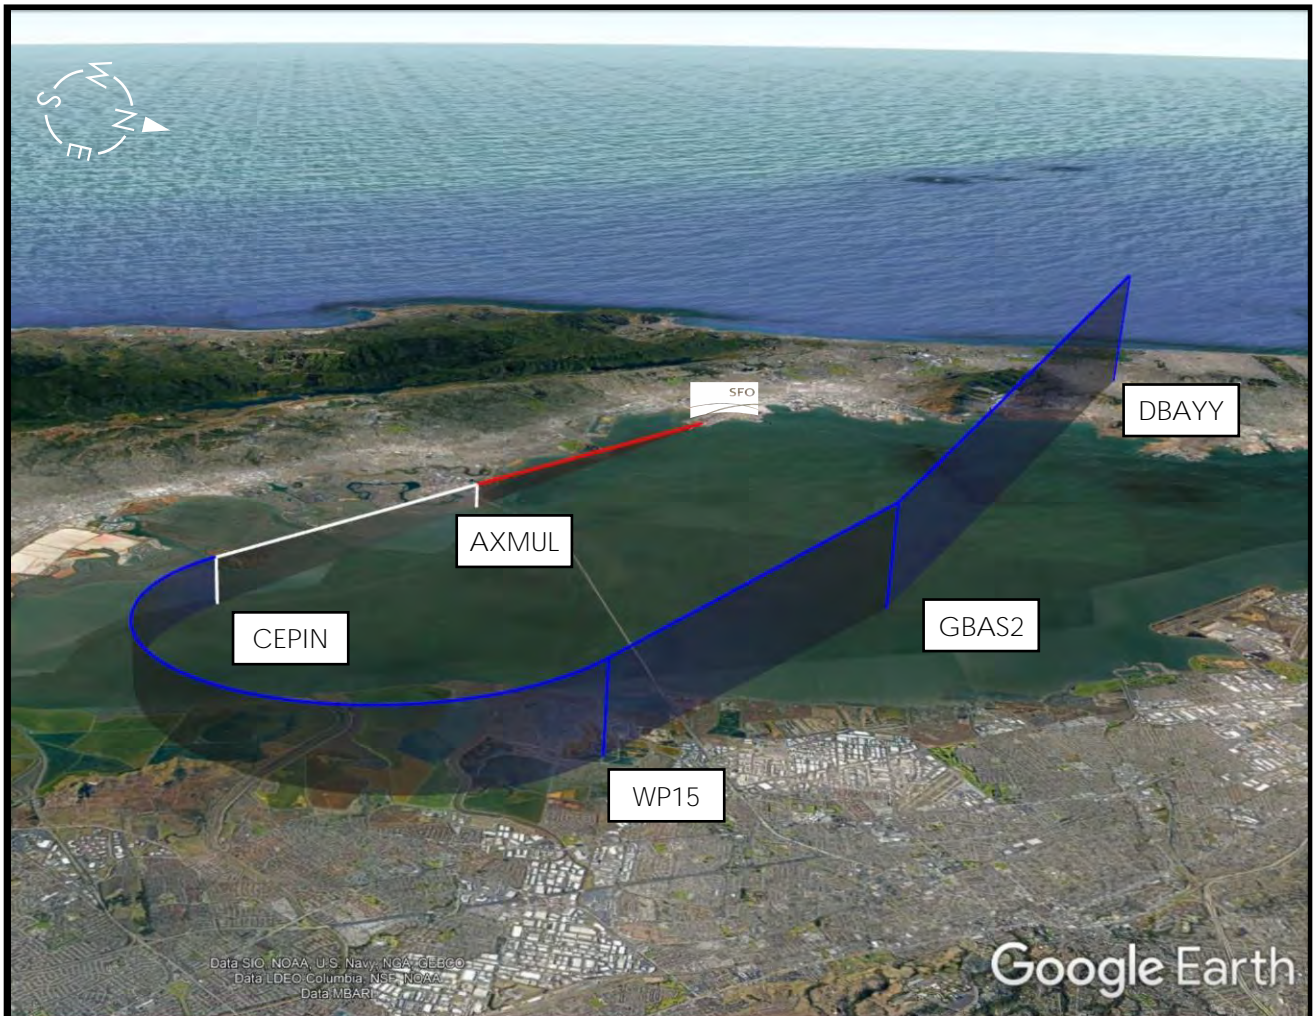 W
S
N
E
SFO
DBAYY
AXMUL
GBAS2
CEPIN
WP15
Data SIO, NOAA, U.S. Navy, NGA, GEBCO
Data LDEO-Columbia, NSF, NOAA
Data MBARI
Google Earth